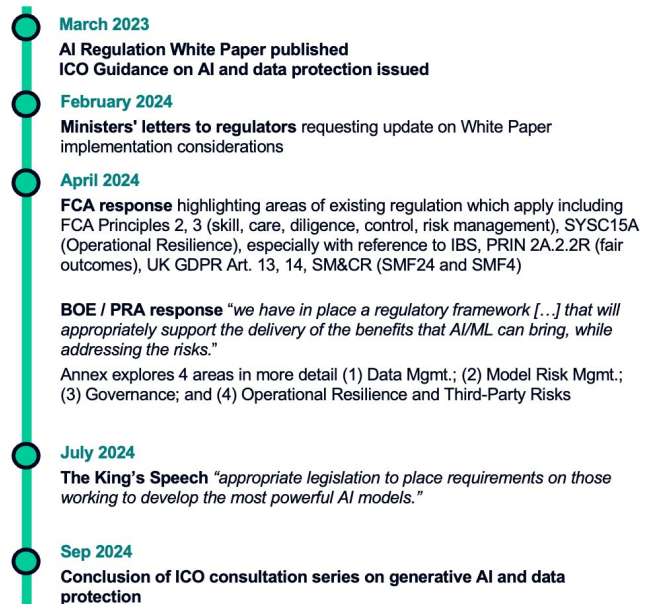 March 2023
AI Regulation White Paper published
ICO Guidance on AI and data protection issued
February 2024
Ministers' letters to regulators requesting update on White Paper
implementation considerations
April 2024
FCA response highlighting areas of existing regulation which apply including
FCA Principles 2, 3 (skill, care, diligence, control, risk management), SYSC15A
(Operational Resilience), especially with reference to IBS, PRIN 2A.2.2R (fair
outcomes), UK GDPR Art. 13, 14, SM&CR (SMF24 and SMF4)
BOE / PRA response “we have in place a regulatory framework […] that will
appropriately support the delivery of the benefits that AI/ML can bring, while
addressing the risks.”
Annex explores 4 areas in more detail (1) Data Mgmt.; (2) Model Risk Mgmt.;
(3) Governance; and (4) Operational Resilience and Third-Party Risks
July 2024
The King’s Speech “appropriate legislation to place requirements on those
working to develop the most powerful AI models.”
Sep 2024
Conclusion of ICO consultation series on generative AI and data
protection